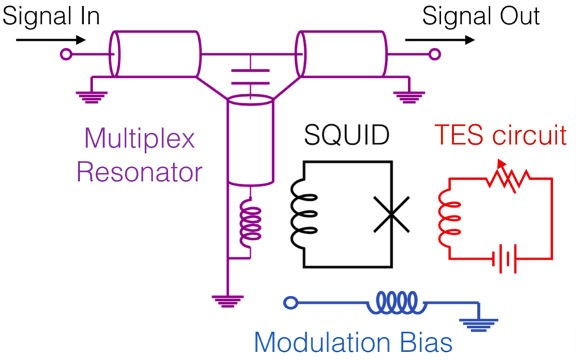 Signal In
Signal Out
Multiplex
Resonator
SQUID
TES circuit
Modulation Bias